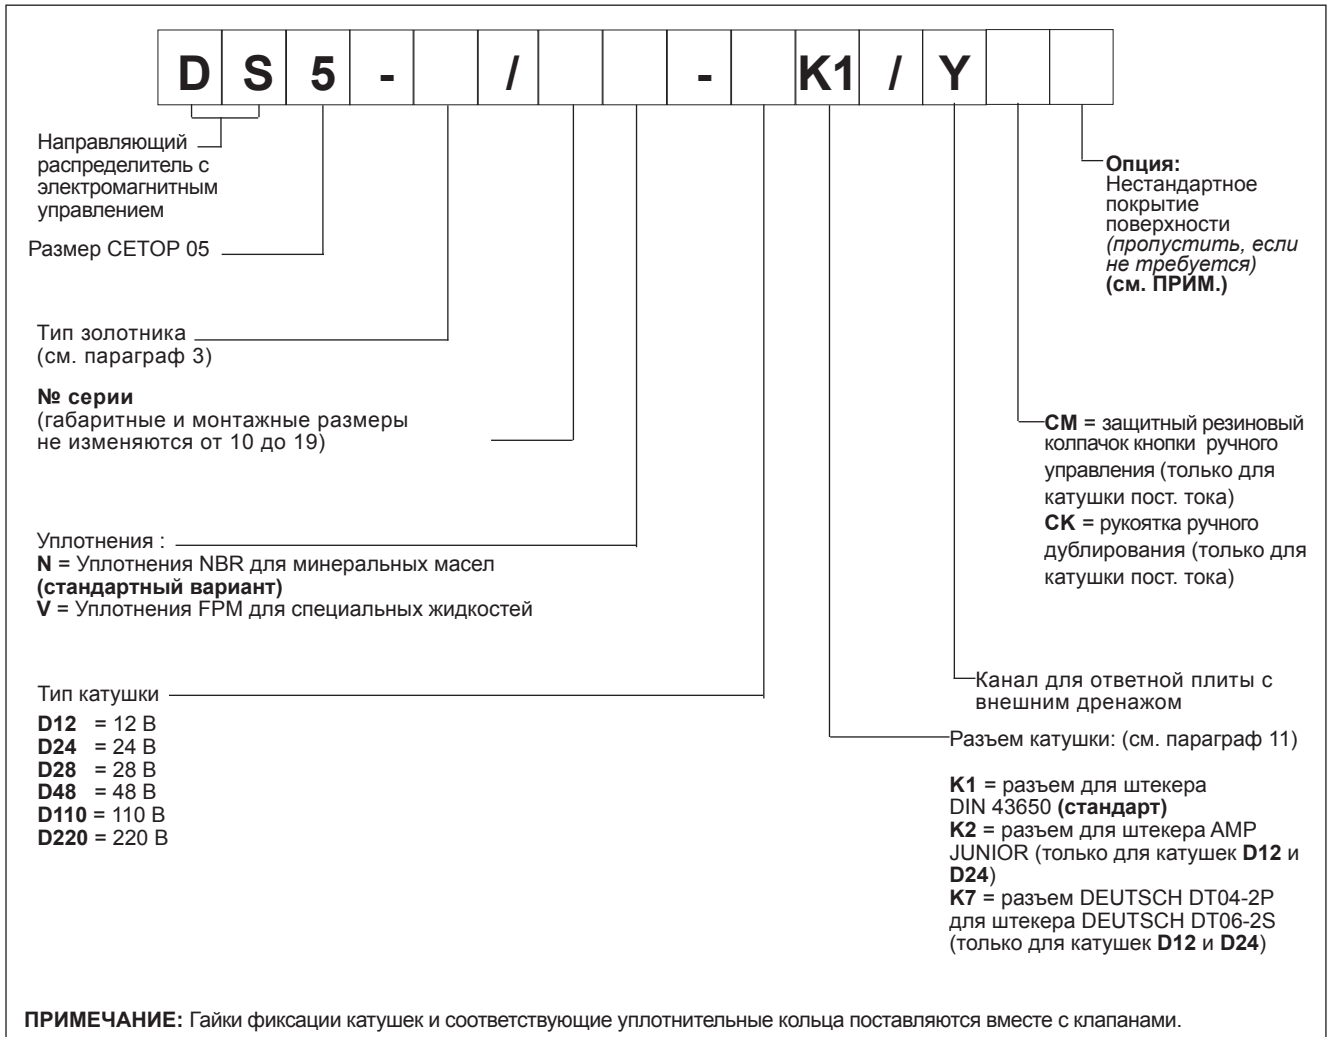 D S 5 - / - K1 / Y
Направляющий
распределитель с
электромагнитным
управлением
Размер CETOP 05
Тип золотника
(см. параграф 3)
№ серии
(габаритные и монтажные размеры
не изменяются от 10 до 19)
Уплотнения :
N = Уплотнения NBR для минеральных масел
(стандартный вариант)
V = Уплотнения FPM для специальных жидкостей
Тип катушки
D12 = 12 В
D24 = 24 В
D28 = 28 В
D48 = 48 В
D110 = 110 В
D220 = 220 В
Опция:
Нестандартное
покрытие
поверхности
(пропустить, если
не требуется)
(см. ПРИМ.)
CM = защитный резиновый
колпачок кнопки ручного
управления (только для
катушки пост. тока)
CK = рукоятка ручного
дублирования (только для
катушки пост. тока)
Канал для ответной плиты с
внешним дренажом
Разъем катушки: (см. параграф 11)
K1 = разъем для штекера
DIN 43650 (стандарт)
K2 = разъем для штекера AMP
JUNIOR (только для катушек D12 и
D24)
K7 = разъем DEUTSCH DT04-2P
для штекера DEUTSCH DT06-2S
(только для катушек D12 и D24)
ПРИМЕЧАНИЕ: Гайки фиксации катушек и соответствующие уплотнительные кольца поставляются вместе с клапанами.